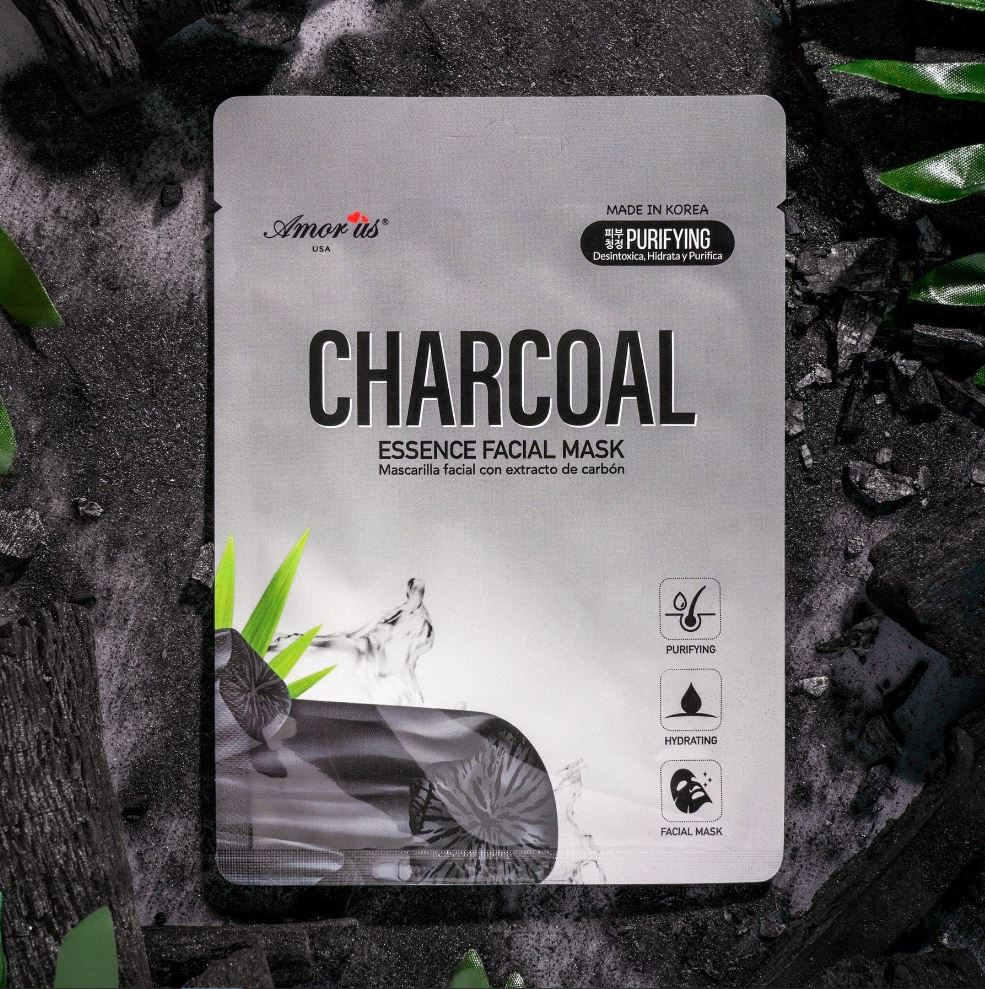 Amor us®
USA
MADE IN KOREA
피부
청정
PURIFYING
Desintoxica, Hidrata y Purifica
CHARCOAL
ESSENCE FACIAL MASK
Mascarilla facial con extracto de carbón
PURIFYING
HYDRATING
FACIAL MASK